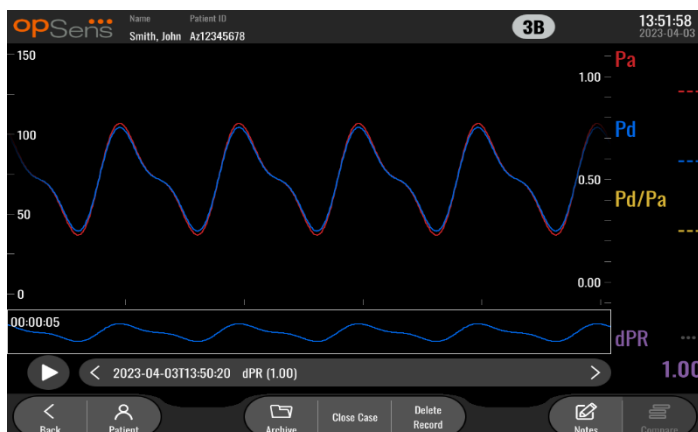 opSens
Name Patient ID
Smith, John Az12345678
3B
13:51:58
2023-04-03
150
100
50
0
1.00
0.50
0.00
Pa
---
Pd
---
Pd/Pa
---
00:00:05
dPR ...
1.00
2023-04-03T13:50:20 dPR (1.00)
Back
Patient
Archive
Close Case
Delete
Record
Notes
Compare